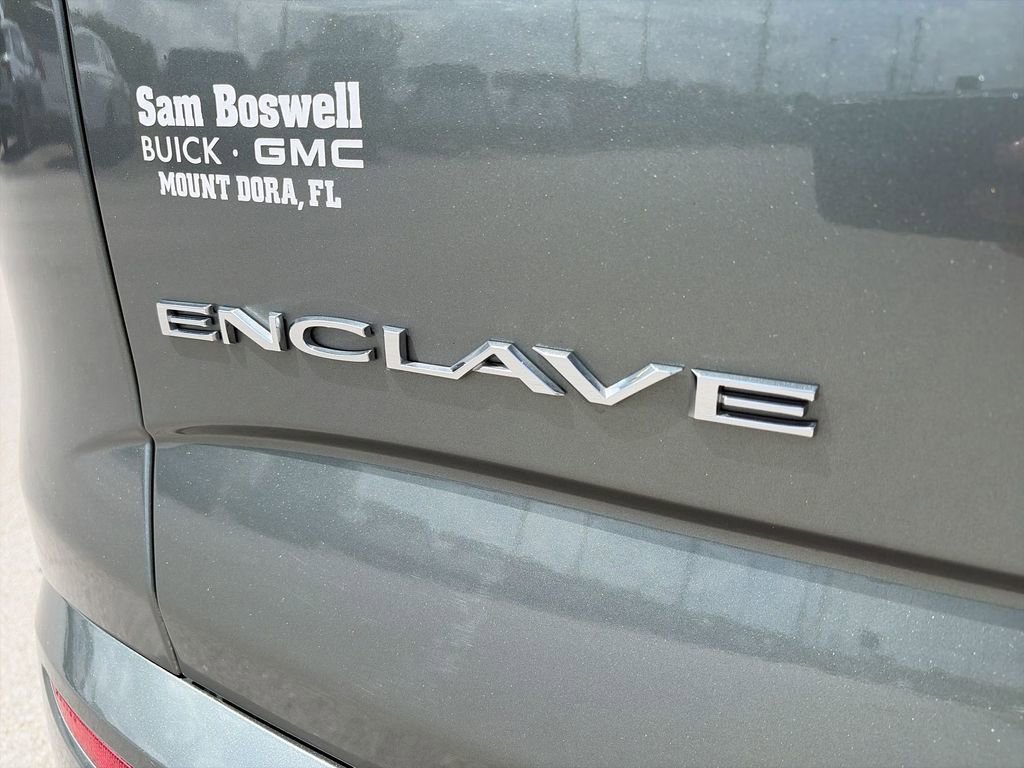 Sam Boswell
BUICK · GMC
MOUNT DORA, FL
ENCLAVE